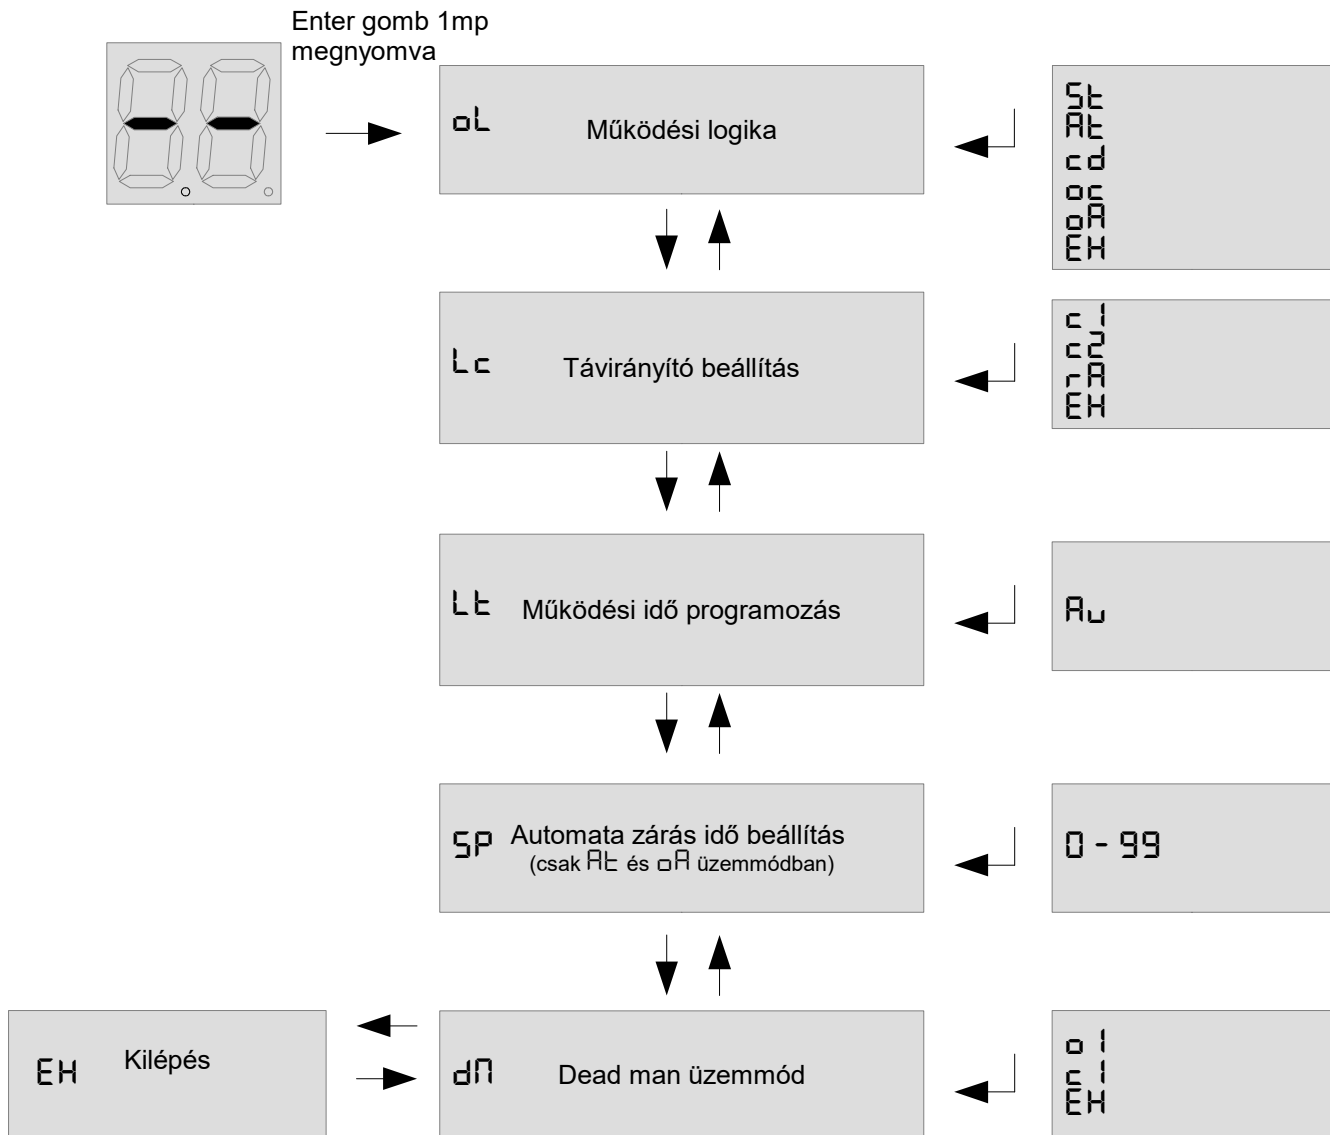 Enter gomb 1mp
megnyomva
--
oL Működési logika
St
At
cd
oc
oA
EH
Lc Távirányító beállítás
c1
c2
rA
EH
Lt Működési idő programozás
Au
SP Automata zárás idő beállítás
(csak At és oA üzemmódban)
0 - 99
EH Kilépés
dM Dead man üzemmód
o1
c1
EH